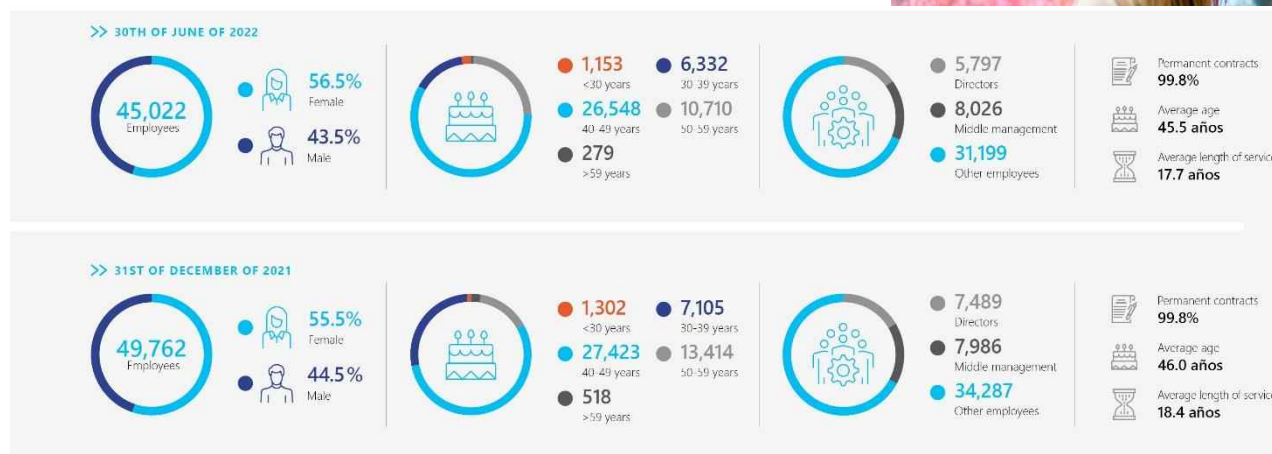 >> 30TH OF JUNE OF 2022
45,022
Employees
56.5%
Female
43.5%
Male
1,153
<30 years
6,332
30-39 years
26,548
40-49 years
10,710
50-59 years
279
>59 years
5,797
Directors
8,026
Middle management
31,199
Other employees
Permanent contracts
99.8%
Average age
45.5 años
Average length of servic
17.7 años
>> 31ST OF DECEMBER OF 2021
49,762
Employees
55.5%
Female
44.5%
Male
1,302
<30 years
7,105
30-39 years
27,423
40-49 years
13,414
50-59 years
518
>59 years
7,489
Directors
7,986
Middle management
34,287
Other employees
Permanent contracts
99.8%
Average age
46.0 años
Average length of servic
18.4 años